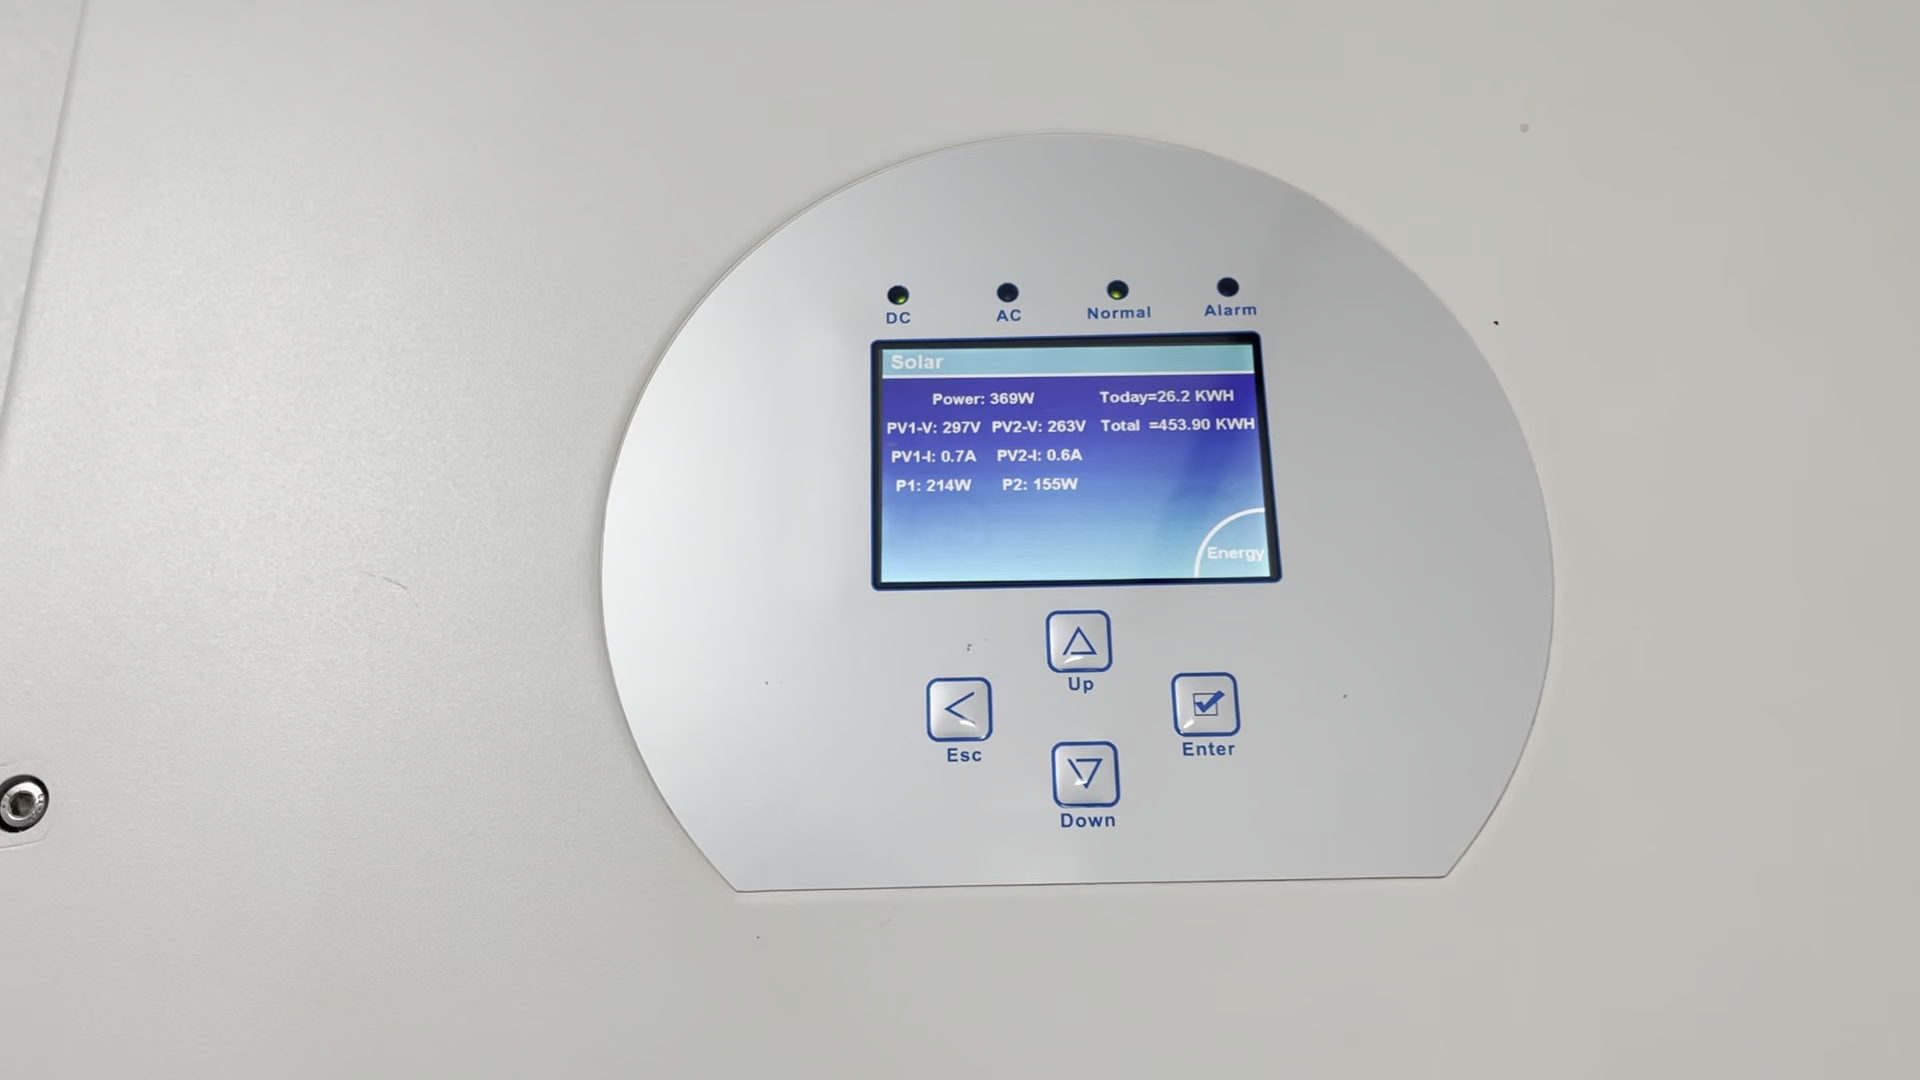 DC AC Normal Alarm
Solar
Power: 369W Today=26.2 KWH
PV1-V: 297V PV2-V: 263V Total =453.90 KWH
PV1-I: 0.7A PV2-I: 0.6A
P1: 214W P2: 155W
Energy
Up
Esc Enter
Down